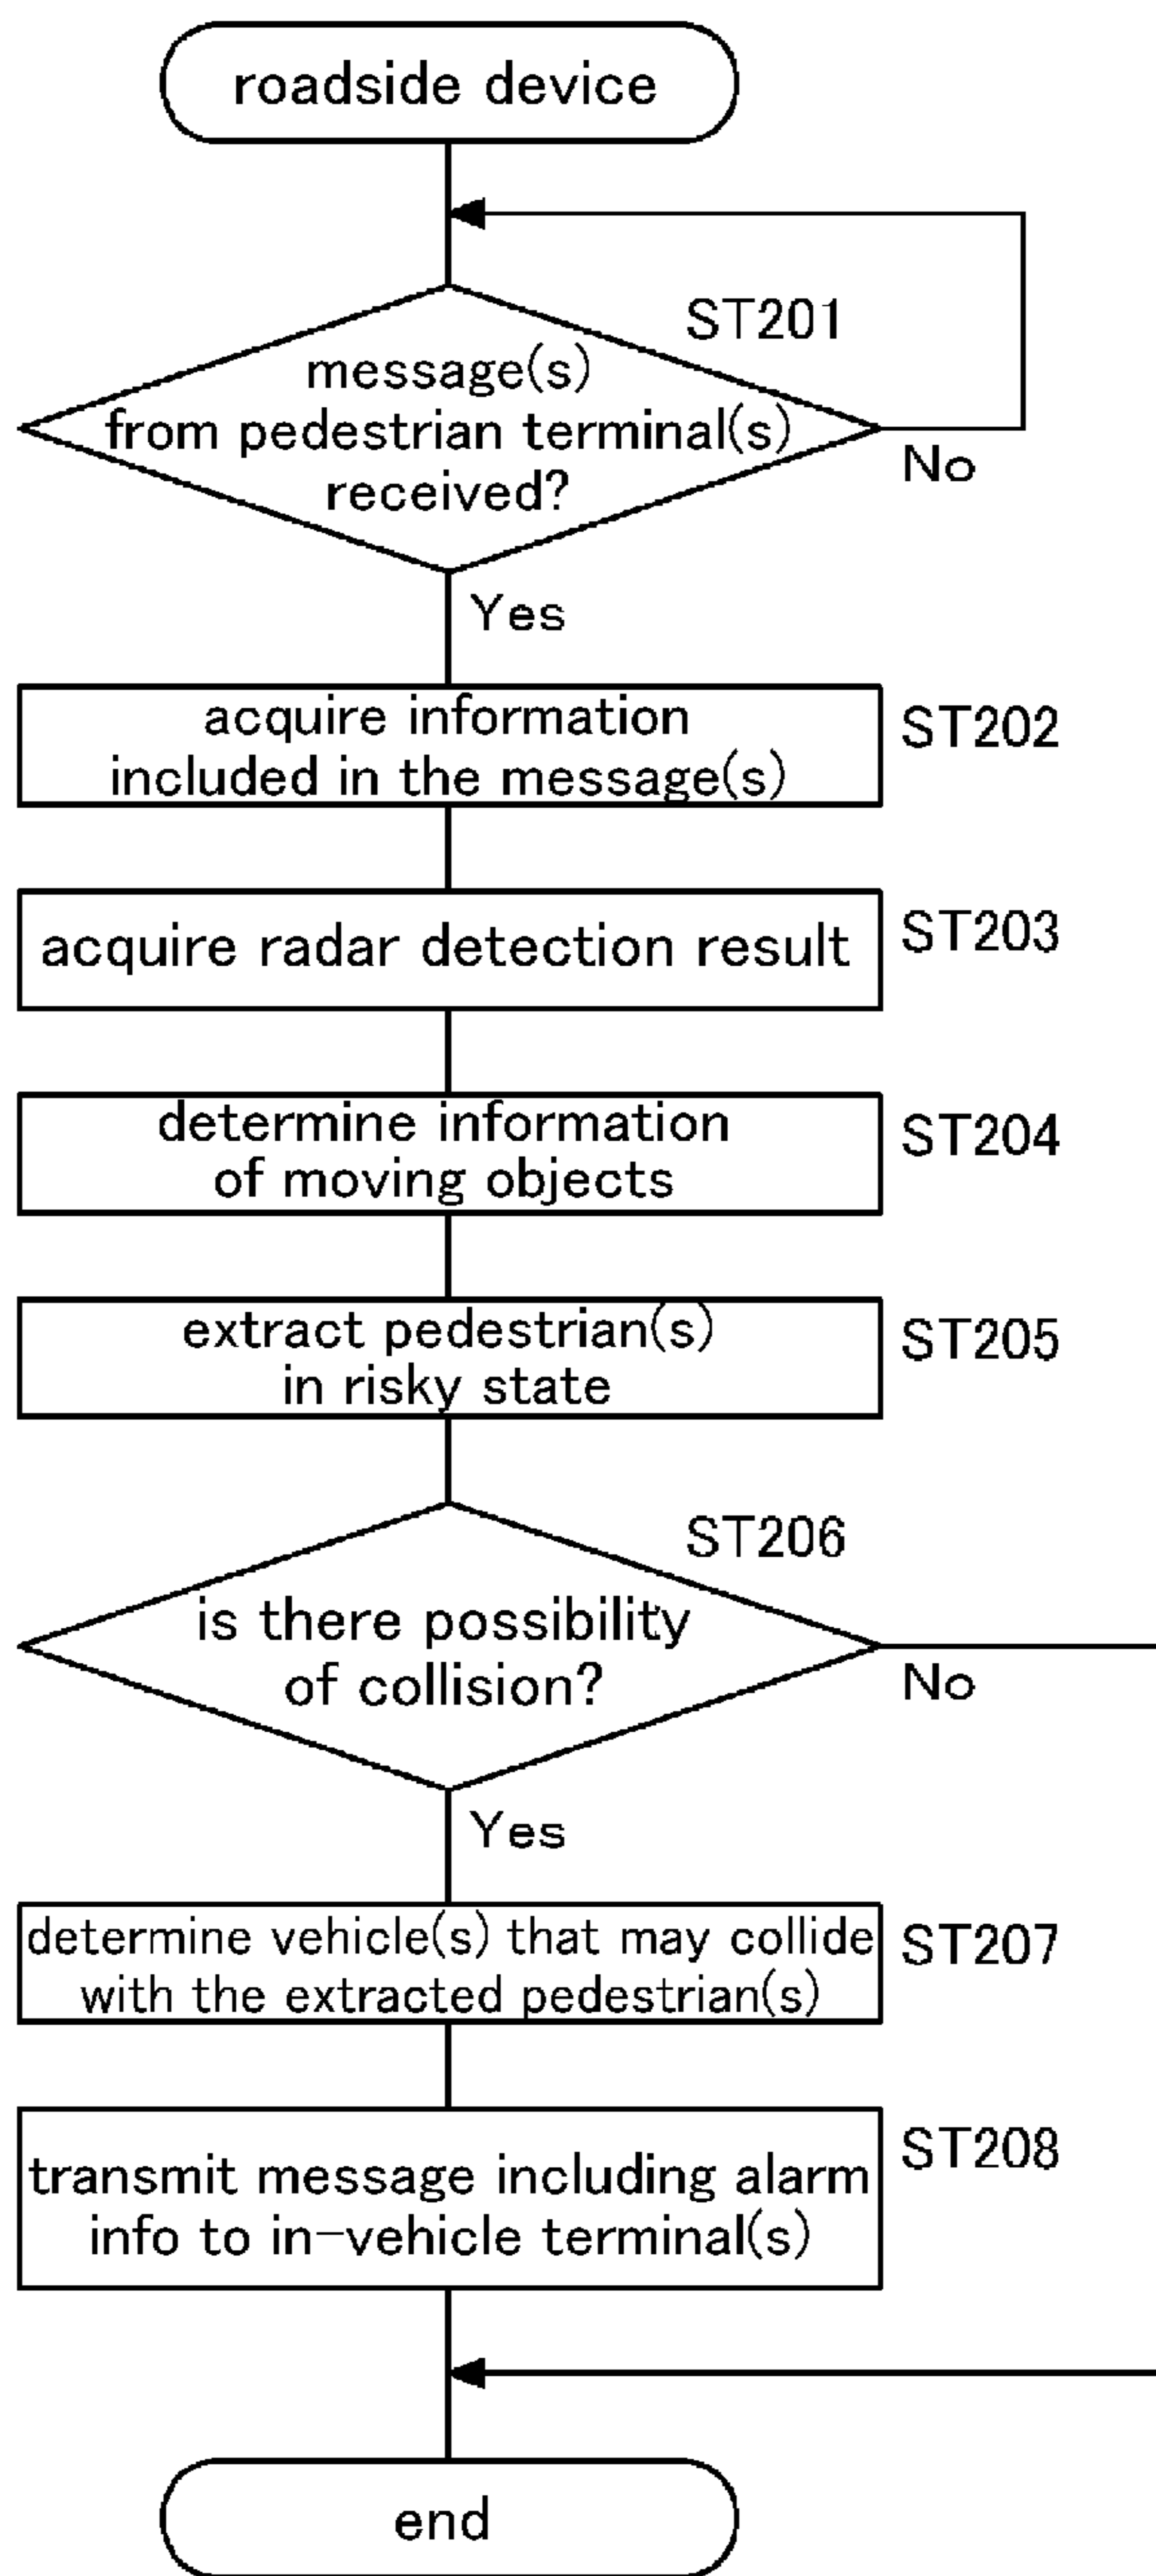 roadside device
ST201
message(s)
from pedestrian terminal(s)
received?
No
Yes
acquire information
included in the message(s)
ST202
acquire radar detection result
ST203
determine information
of moving objects
ST204
extract pedestrian(s)
in risky state
ST205
ST206
is there possibility
of collision?
No
Yes
determine vehicle(s) that may collide
with the extracted pedestrian(s)
ST207
transmit message including alarm
info to in-vehicle terminal(s)
ST208
end